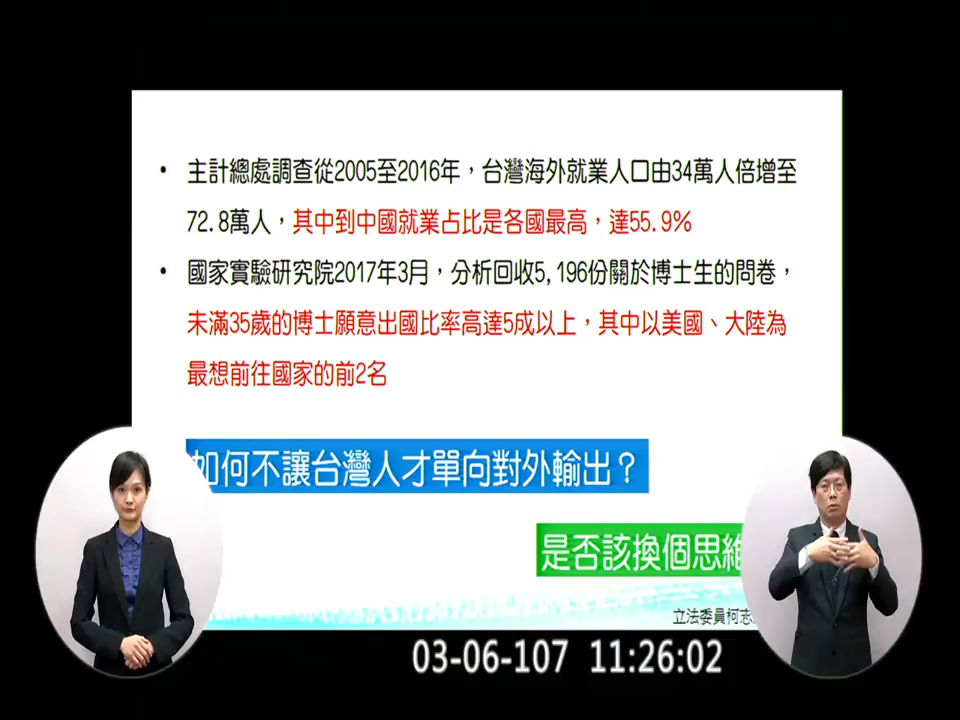 • 主計總處調查從2005至2016年，台灣海外就業人口由34萬人倍增至
72.8萬人，其中到中國就業占比是各國最高，達55.9%
• 國家實驗研究院2017年3月，分析回收5,196份關於博士生的問卷，
未滿35歲的博士願意出國比率高達5成以上，其中以美國、大陸為
最想前往國家的前2名
如何不讓台灣人才單向對外輸出？
是否該換個思維
立法委員柯志
03-06-107 11:26:02